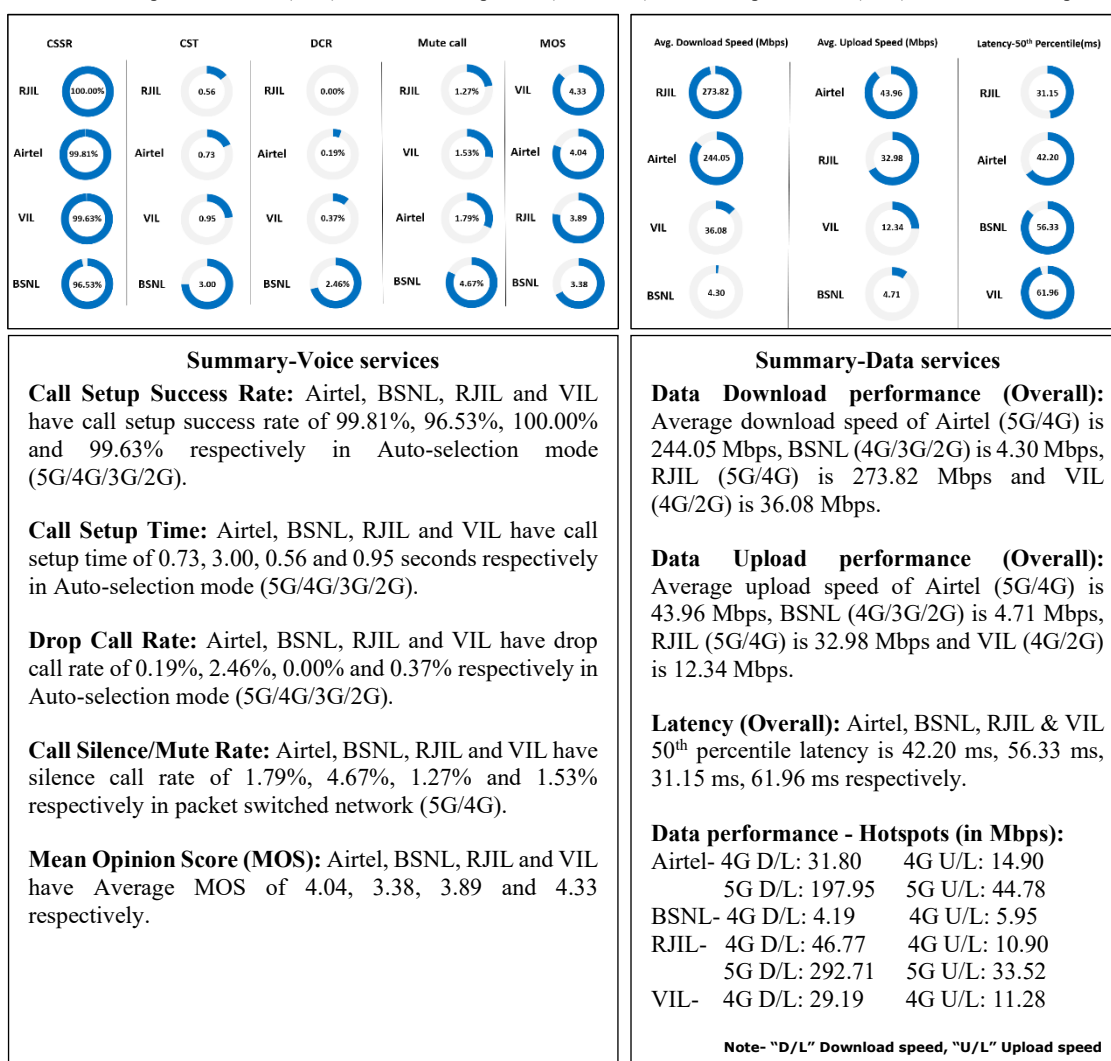 CSSR CST DCR Mute call MOS
RJIL 100.00% RJIL 0.56 RJIL 0.00% RJIL 1.27% VIL 4.33
Airtel 99.81% Airtel 0.73 Airtel 0.19% VIL 1.53% Airtel 4.04
VIL 99.63% VIL 0.95 VIL 0.37% Airtel 1.79% RJIL 3.89
BSNL 96.53% BSNL 3.00 BSNL 2.46% BSNL 4.67% BSNL 3.38
Avg. Download Speed (Mbps) Avg. Upload Speed (Mbps) Latency-50th Percentile(ms)
RJIL 273.82 Airtel 43.96 RJIL 31.15
Airtel 244.05 RJIL 32.98 Airtel 42.20
VIL 36.08 VIL 12.34 BSNL 56.33
BSNL 4.30 BSNL 4.71 VIL 61.96
Summary-Voice services
Call Setup Success Rate: Airtel, BSNL, RJIL and VIL
have call setup success rate of 99.81%, 96.53%, 100.00%
and 99.63% respectively in Auto-selection mode
(5G/4G/3G/2G).
Call Setup Time: Airtel, BSNL, RJIL and VIL have call
setup time of 0.73, 3.00, 0.56 and 0.95 seconds respectively
in Auto-selection mode (5G/4G/3G/2G).
Drop Call Rate: Airtel, BSNL, RJIL and VIL have drop
call rate of 0.19%, 2.46%, 0.00% and 0.37% respectively in
Auto-selection mode (5G/4G/3G/2G).
Call Silence/Mute Rate: Airtel, BSNL, RJIL and VIL have
silence call rate of 1.79%, 4.67%, 1.27% and 1.53%
respectively in packet switched network (5G/4G).
Mean Opinion Score (MOS): Airtel, BSNL, RJIL and VIL
have Average MOS of 4.04, 3.38, 3.89 and 4.33
respectively.
Summary-Data services
Data Download performance (Overall):
Average download speed of Airtel (5G/4G) is
244.05 Mbps, BSNL (4G/3G/2G) is 4.30 Mbps,
RJIL (5G/4G) is 273.82 Mbps and VIL
(4G/2G) is 36.08 Mbps.
Data Upload performance (Overall):
Average upload speed of Airtel (5G/4G) is
43.96 Mbps, BSNL (4G/3G/2G) is 4.71 Mbps,
RJIL (5G/4G) is 32.98 Mbps and VIL (4G/2G)
is 12.34 Mbps.
Latency (Overall): Airtel, BSNL, RJIL & VIL
50th percentile latency is 42.20 ms, 56.33 ms,
31.15 ms, 61.96 ms respectively.
Data performance - Hotspots (in Mbps):
Airtel- 4G D/L: 31.80 4G U/L: 14.90
5G D/L: 197.95 5G U/L: 44.78
BSNL- 4G D/L: 4.19 4G U/L: 5.95
RJIL- 4G D/L: 46.77 4G U/L: 10.90
5G D/L: 292.71 5G U/L: 33.52
VIL- 4G D/L: 29.19 4G U/L: 11.28
Note- “D/L” Download speed, “U/L” Upload speed